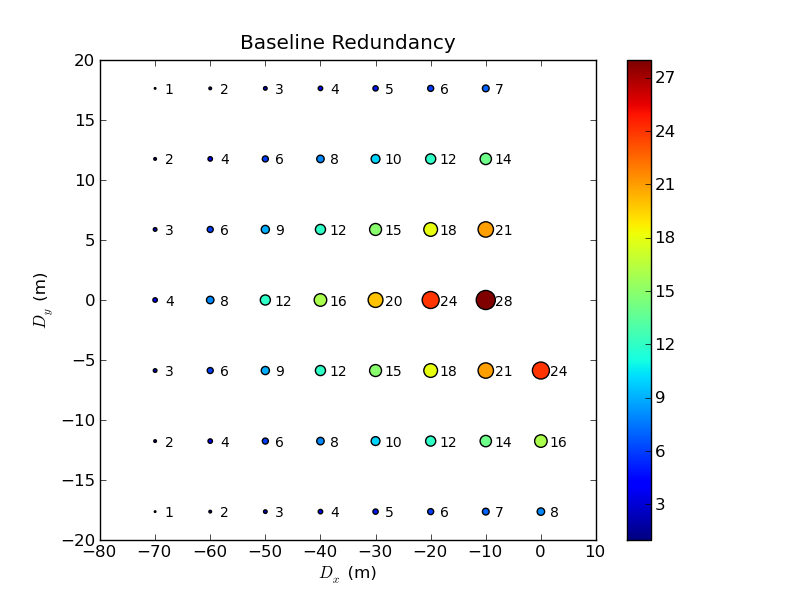 Baseline Redundancy
20
1 2 3 4 5 6 7
27
15
24
2 4 6 8 10 12 14
10
21
3 6 9 12 15 18 21
5
18
D_y (m)
0
4 8 12 16 20 24 28
15
12
−5
3 6 9 12 15 18 21 24
9
−10
2 4 6 8 10 12 14 16
6
−15
3
1 2 3 4 5 6 7 8
−20
−80 −70 −60 −50 −40 −30 −20 −10 0 10
D_x (m)